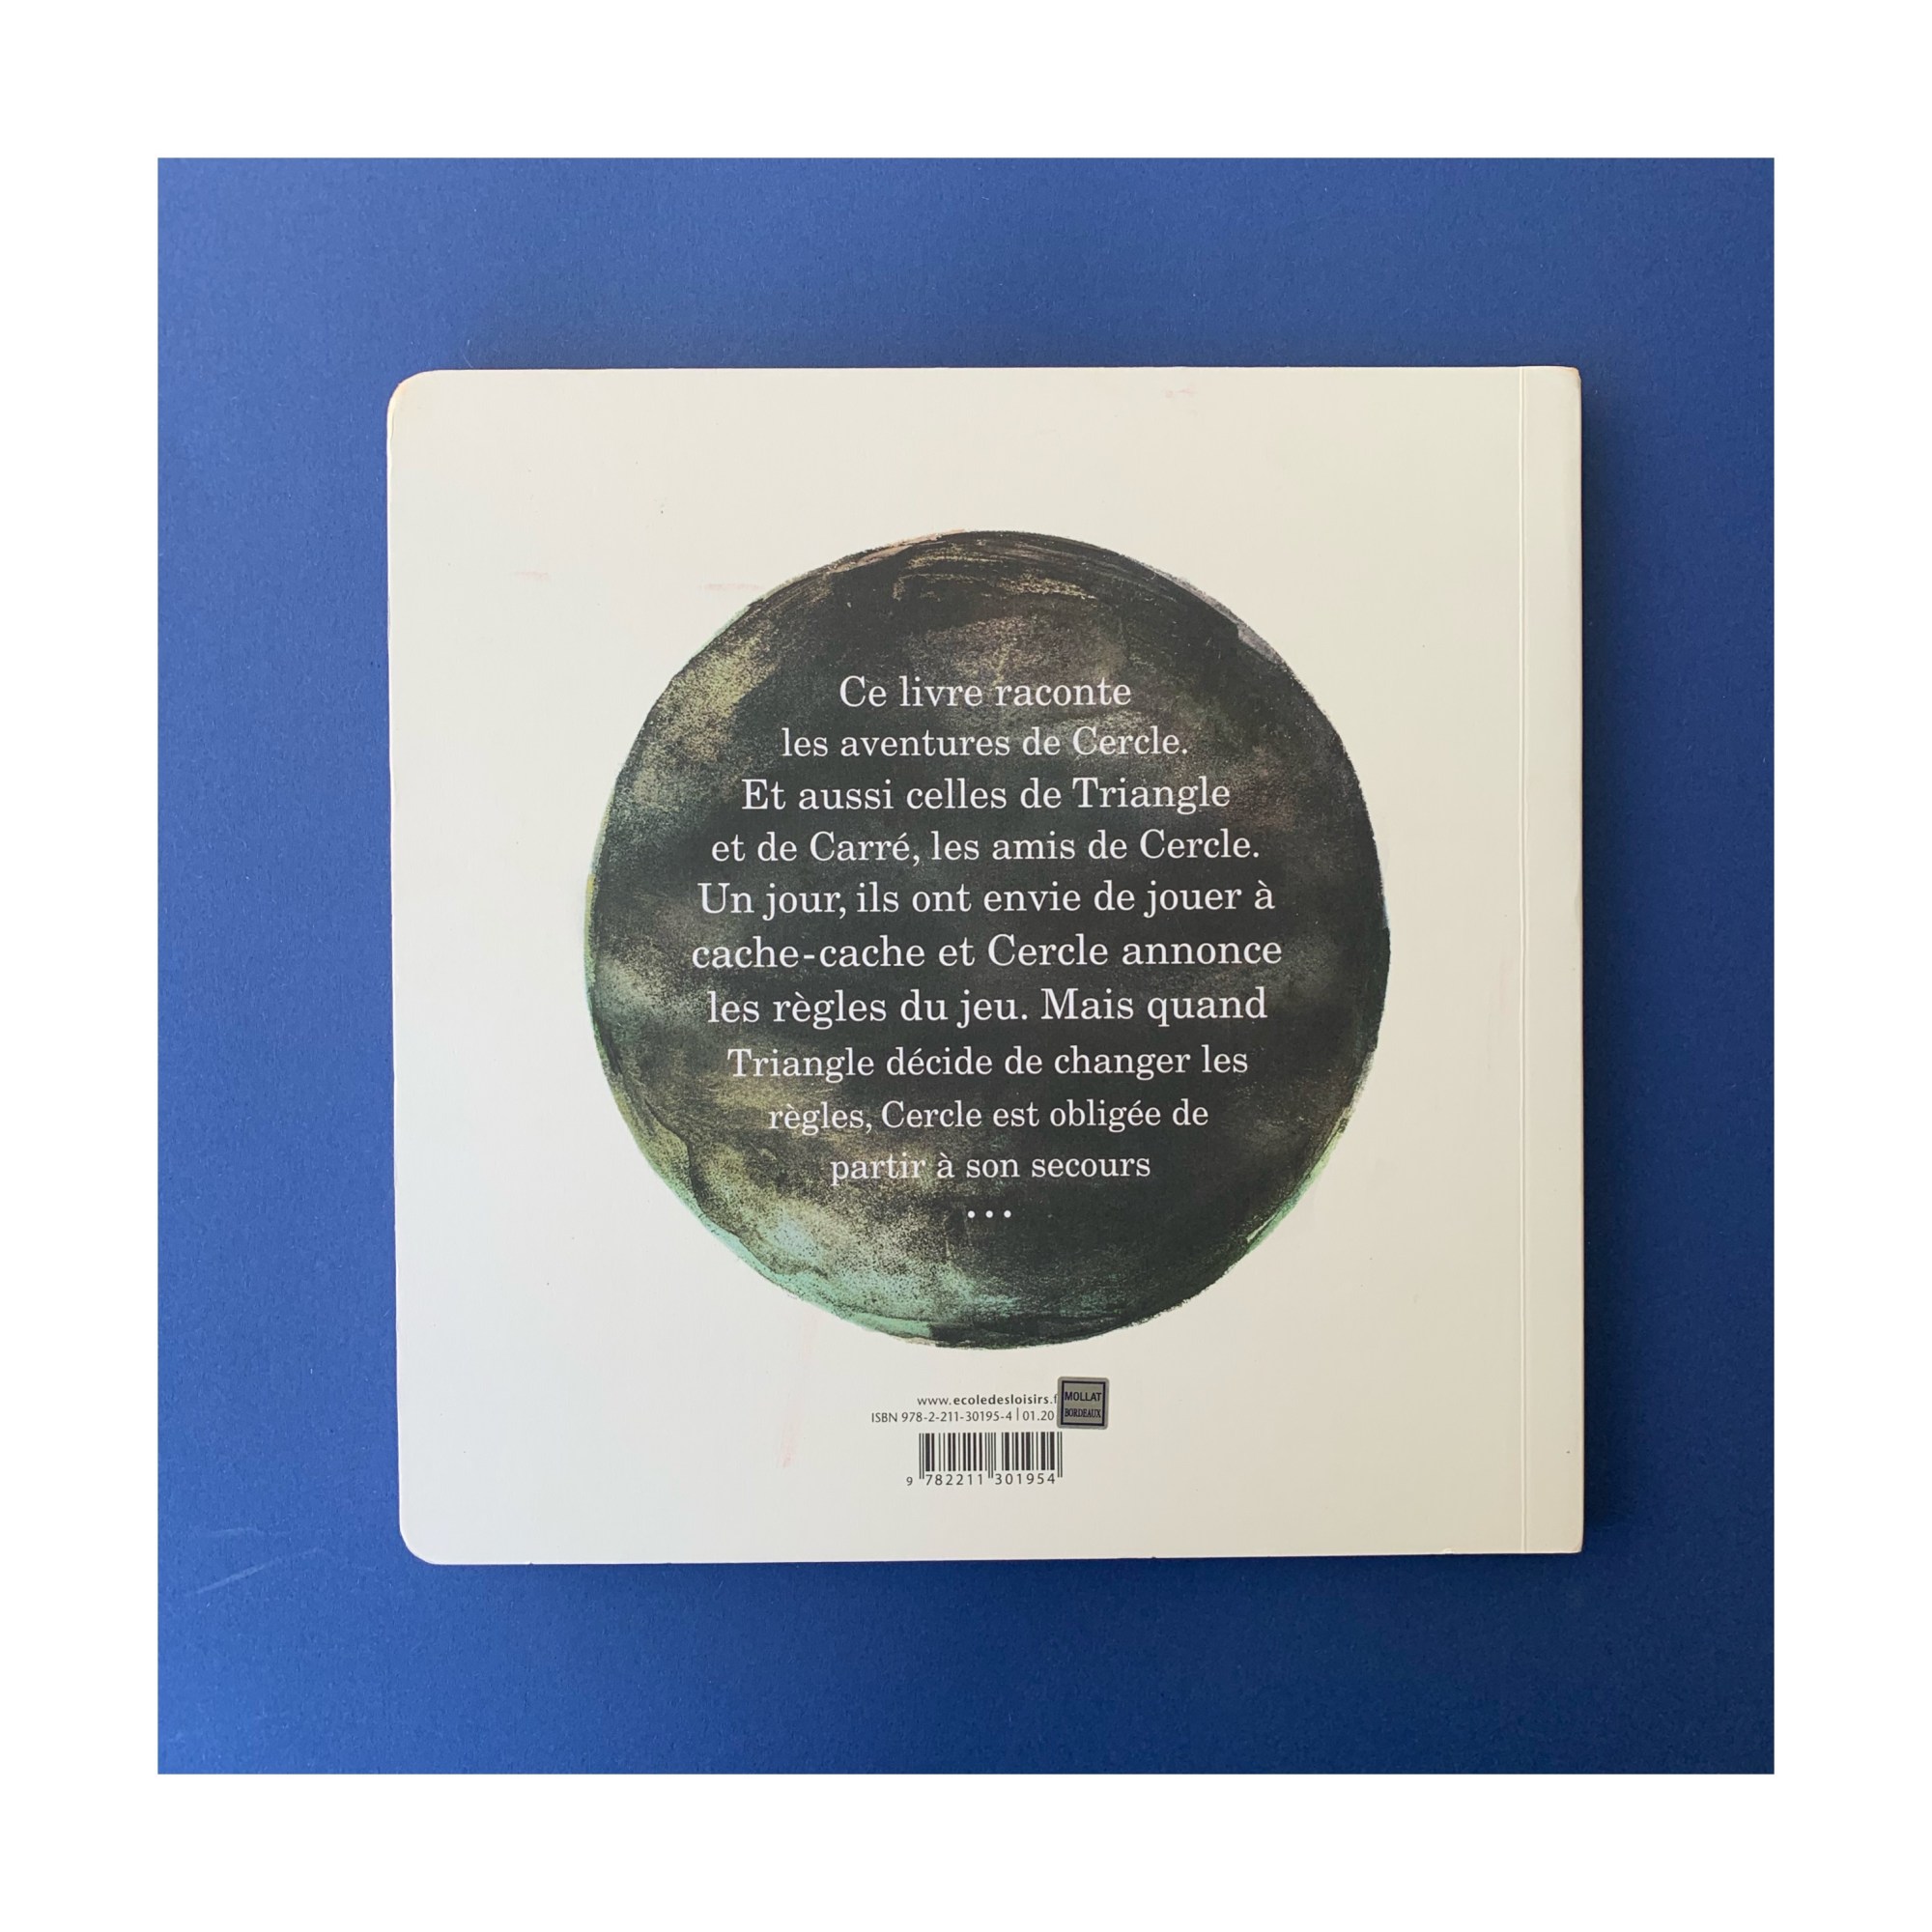 Ce livre raconte
les aventures de Cercle.
Et aussi celles de Triangle
et de Carré, les amis de Cercle.
Un jour, ils ont envie de jouer à
cache-cache et Cercle annonce
les règles du jeu. Mais quand
Triangle décide de changer les
règles, Cercle est obligée de
partir à son secours
...
www.ecoledesloisirs.f
ISBN 978-2-211-30195-4 | 01.20
MOLLAT
BORDEAUX
9 782211 301954